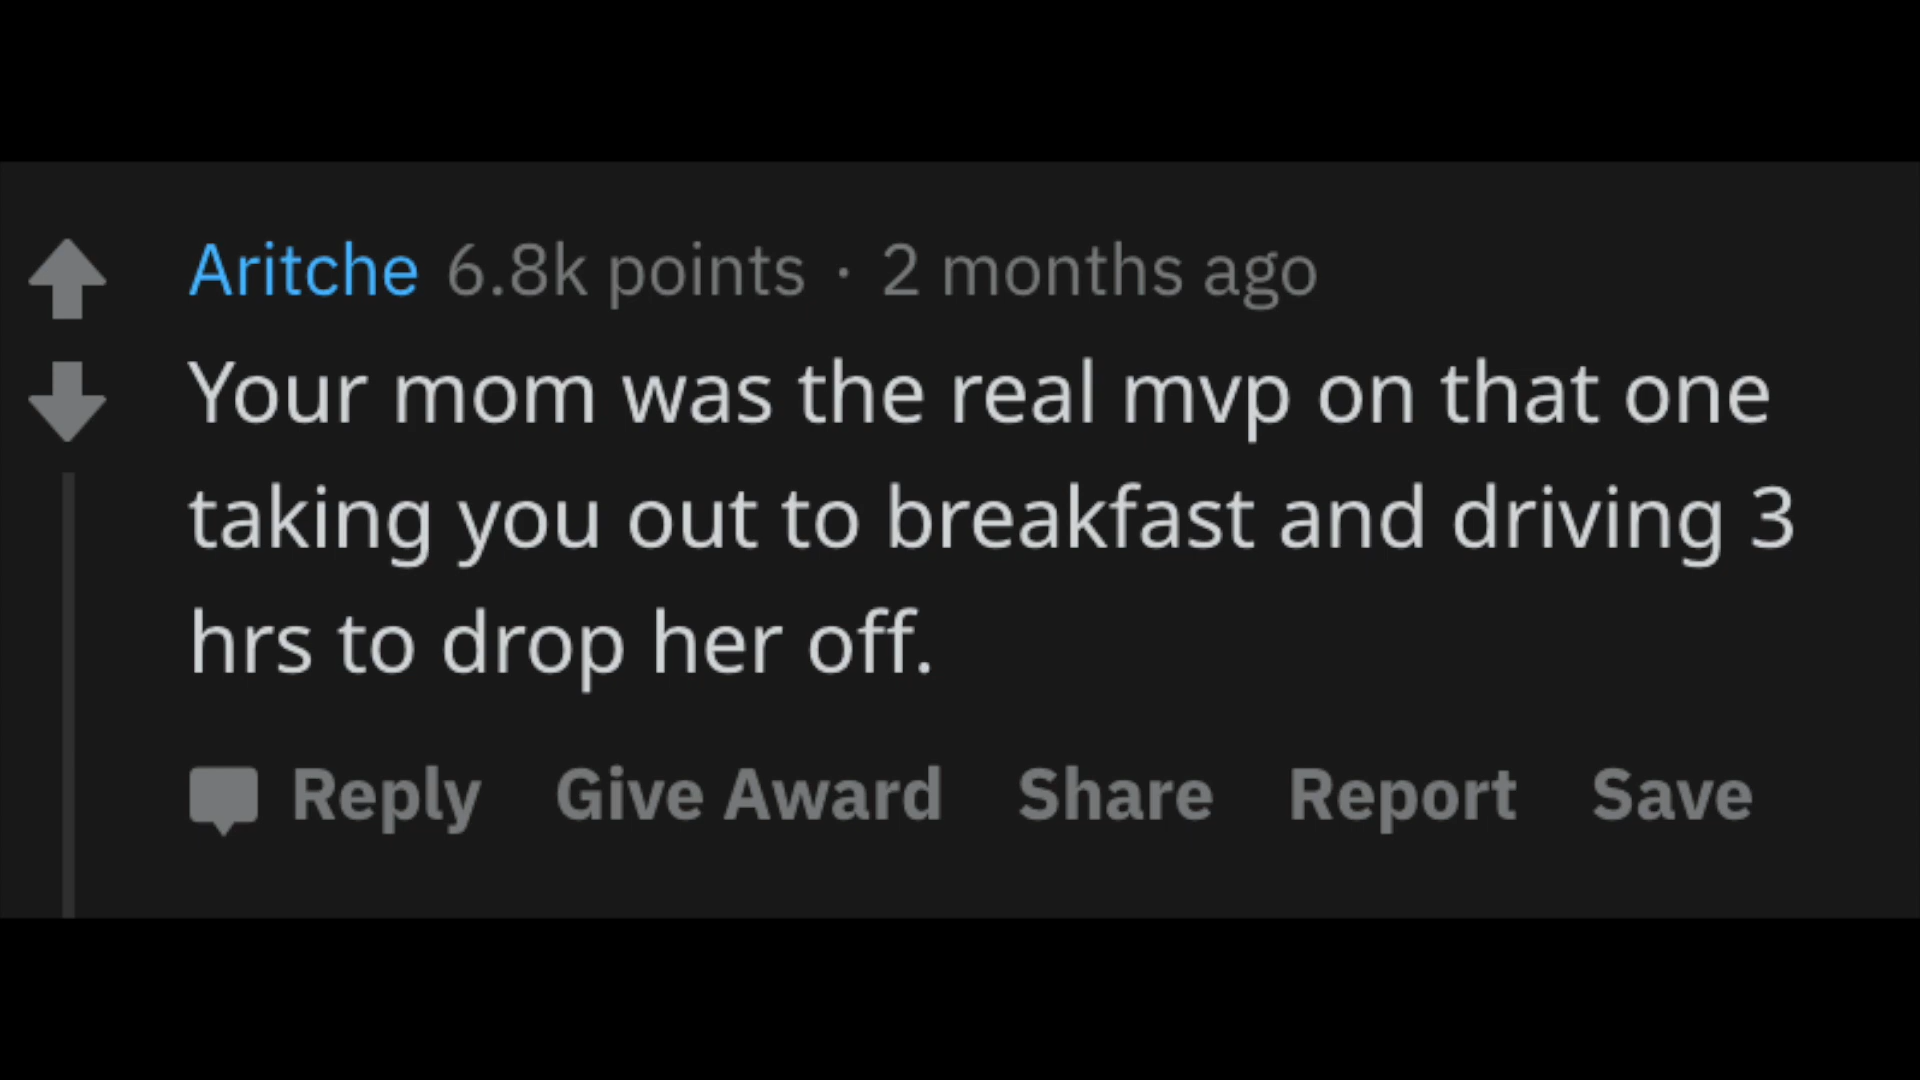 Aritche 6.8k points · 2 months ago
Your mom was the real mvp on that one
taking you out to breakfast and driving 3
hrs to drop her off.
Reply Give Award Share Report Save